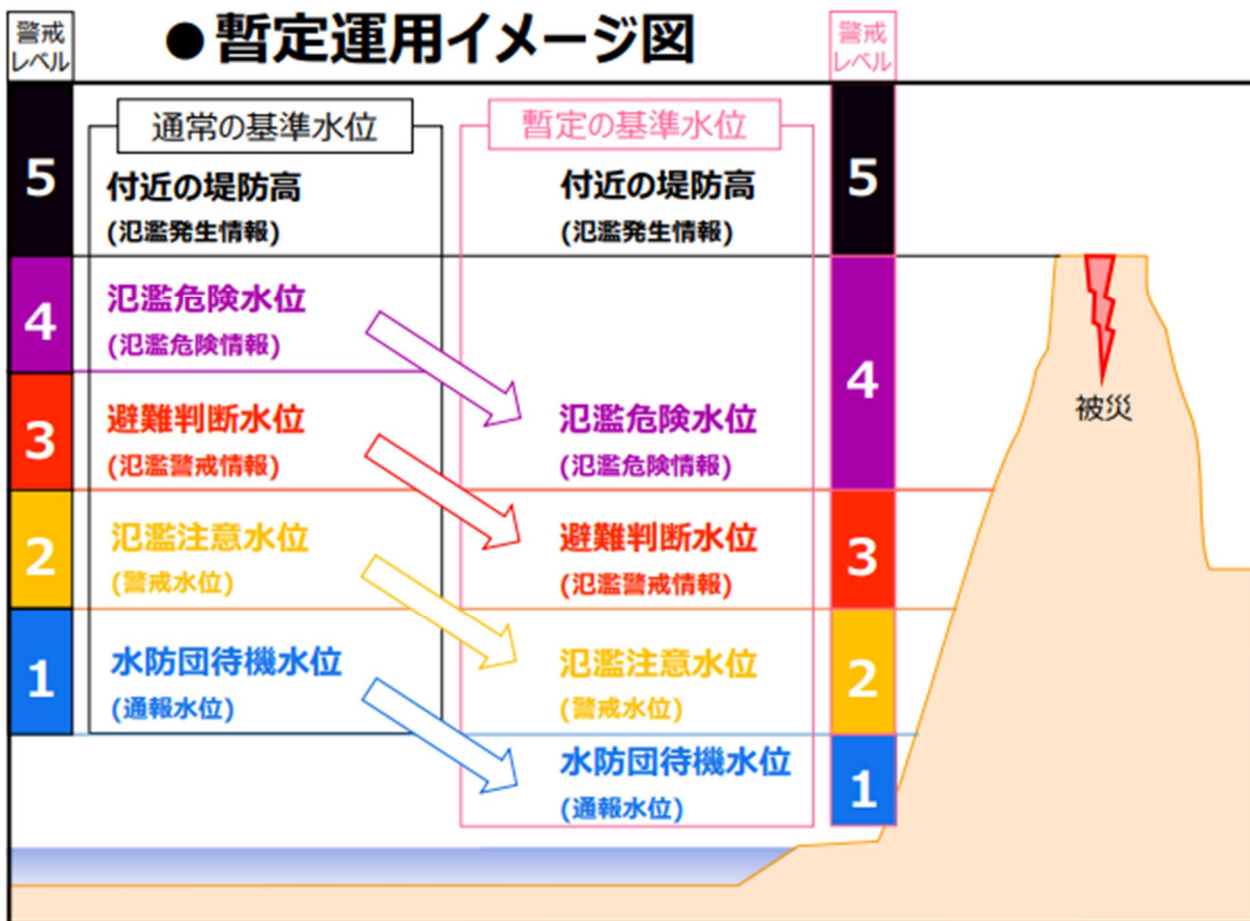 警戒
レベル
●暫定運用イメージ図
警戒
レベル
通常の基準水位
暫定の基準水位
5
付近の堤防高
(氾濫発生情報)
付近の堤防高
(氾濫発生情報)
5
4
氾濫危険水位
(氾濫危険情報)
氾濫危険水位
(氾濫危険情報)
4
被災
3
避難判断水位
(氾濫警戒情報)
避難判断水位
(氾濫警戒情報)
3
2
氾濫注意水位
(警戒水位)
氾濫注意水位
(警戒水位)
2
1
水防団待機水位
(通報水位)
水防団待機水位
(通報水位)
1